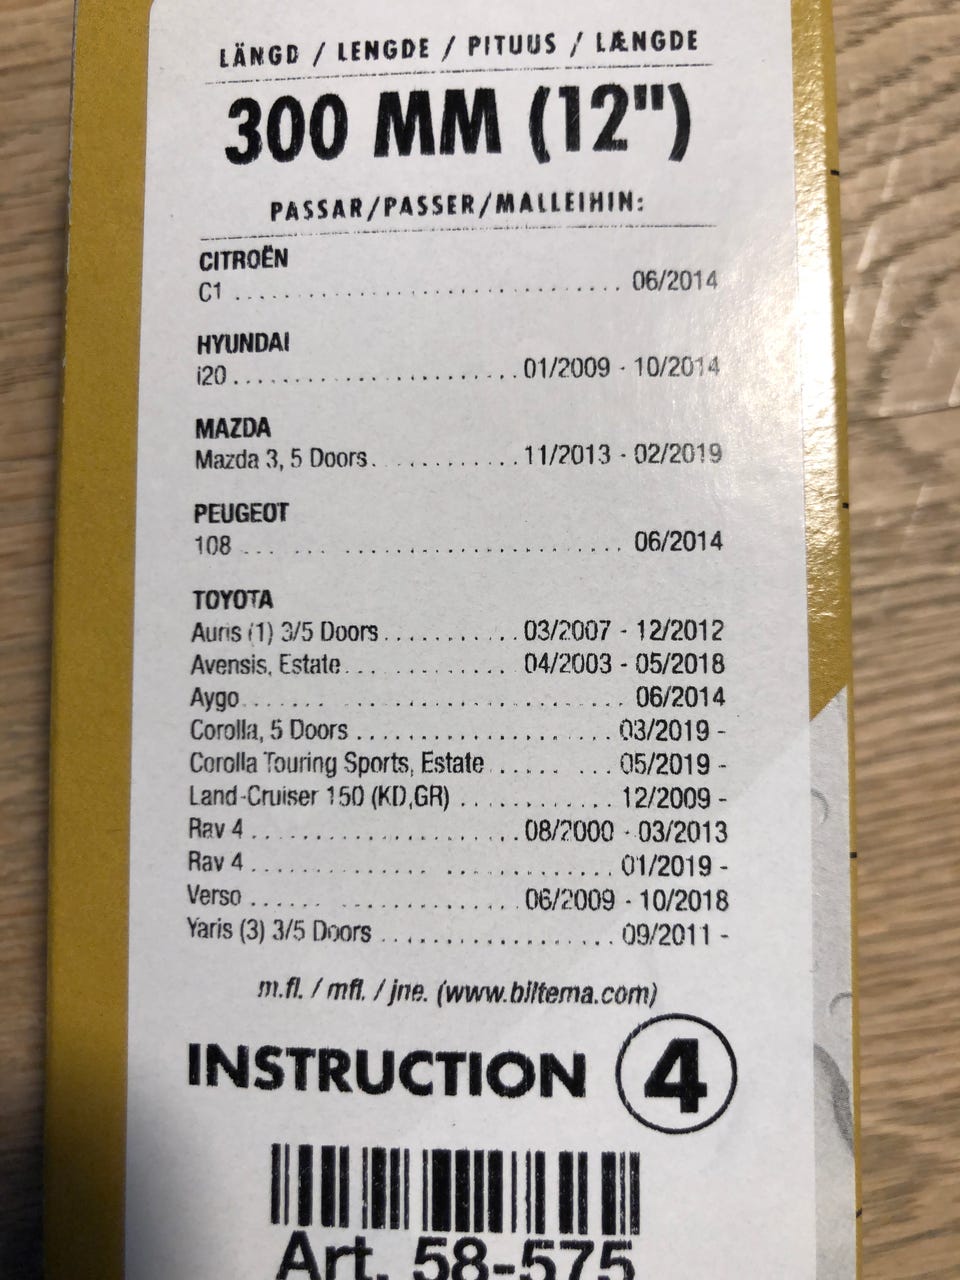 LÄNGD / LENGDE / PITUUS / LÆNGDE
300 MM (12")
PASSAR/PASSER/MALLEIHIN:
CITROËN
C1 ........................................ 06/2014
HYUNDAI
i20 ............................. 01/2009 - 10/2014
MAZDA
Mazda 3, 5 Doors ............... 11/2013 - 02/2019
PEUGEOT
108 ....................................... 06/2014
TOYOTA
Auris (1) 3/5 Doors ............. 03/2007 - 12/2012
Avensis, Estate ................. 04/2003 - 05/2018
Aygo ...................................... 06/2014
Corolla, 5 Doors .......................... 03/2019 -
Corolla Touring Sports, Estate ............ 05/2019 -
Land-Cruiser 150 (KD,GR) .............. 12/2009 -
Rav 4 ........................... 08/2000 - 03/2013
Rav 4 ..................................... 01/2019 -
Verso ........................... 06/2009 - 10/2018
Yaris (3) 3/5 Doors ....................... 09/2011 -
m.fl. / mfl. / jne. (www.biltema.com)
INSTRUCTION 4
Art. 58-575